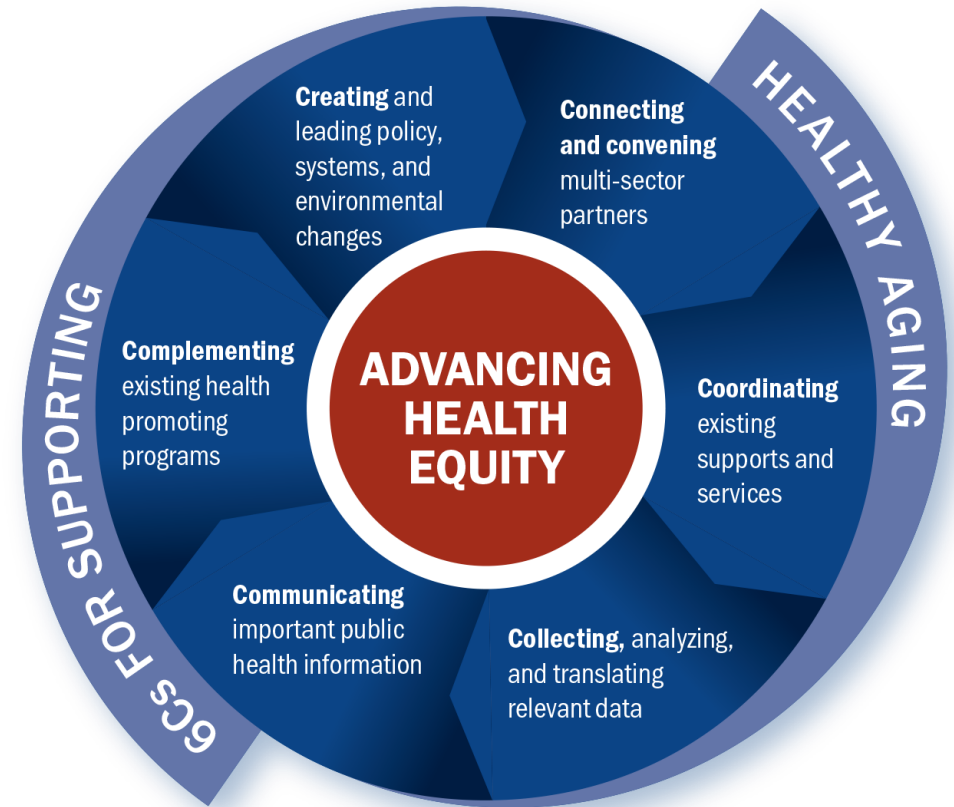 6Cs FOR SUPPORTING
HEALTHY AGING
Creating and
leading policy,
systems, and
environmental
changes
Connecting
and convening
multi-sector
partners
Coordinating
existing
supports and
services
Collecting, analyzing,
and translating
relevant data
Communicating
important public
health information
Complementing
existing health
promoting
programs
ADVANCING
HEALTH
EQUITY